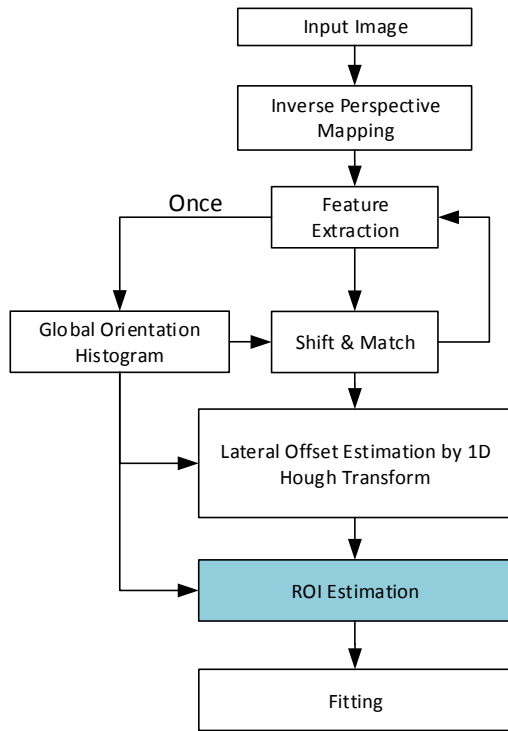 Input Image
Inverse Perspective
Mapping
Once
Feature
Extraction
Global Orientation
Histogram
Shift & Match
Lateral Offset Estimation by 1D
Hough Transform
ROI Estimation
Fitting